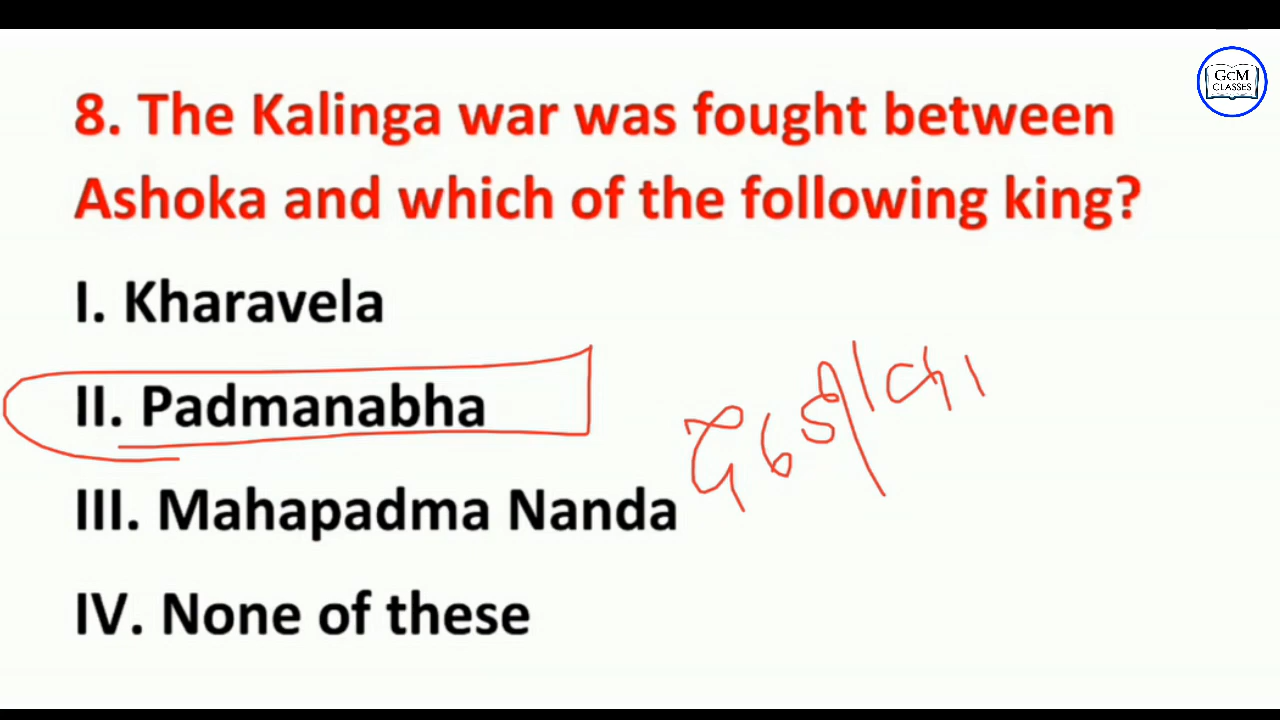 GCM
CLASSES
8. The Kalinga war was fought between
Ashoka and which of the following king?
I. Kharavela
II. Padmanabha
III. Mahapadma Nanda
IV. None of these